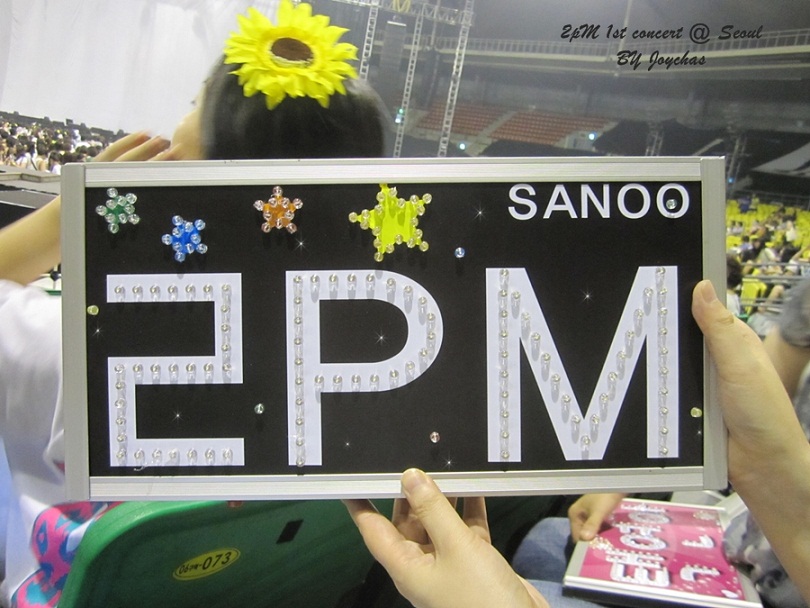 2pM 1st concert @ Seoul
BY Joychas
SANOO
2PM
073